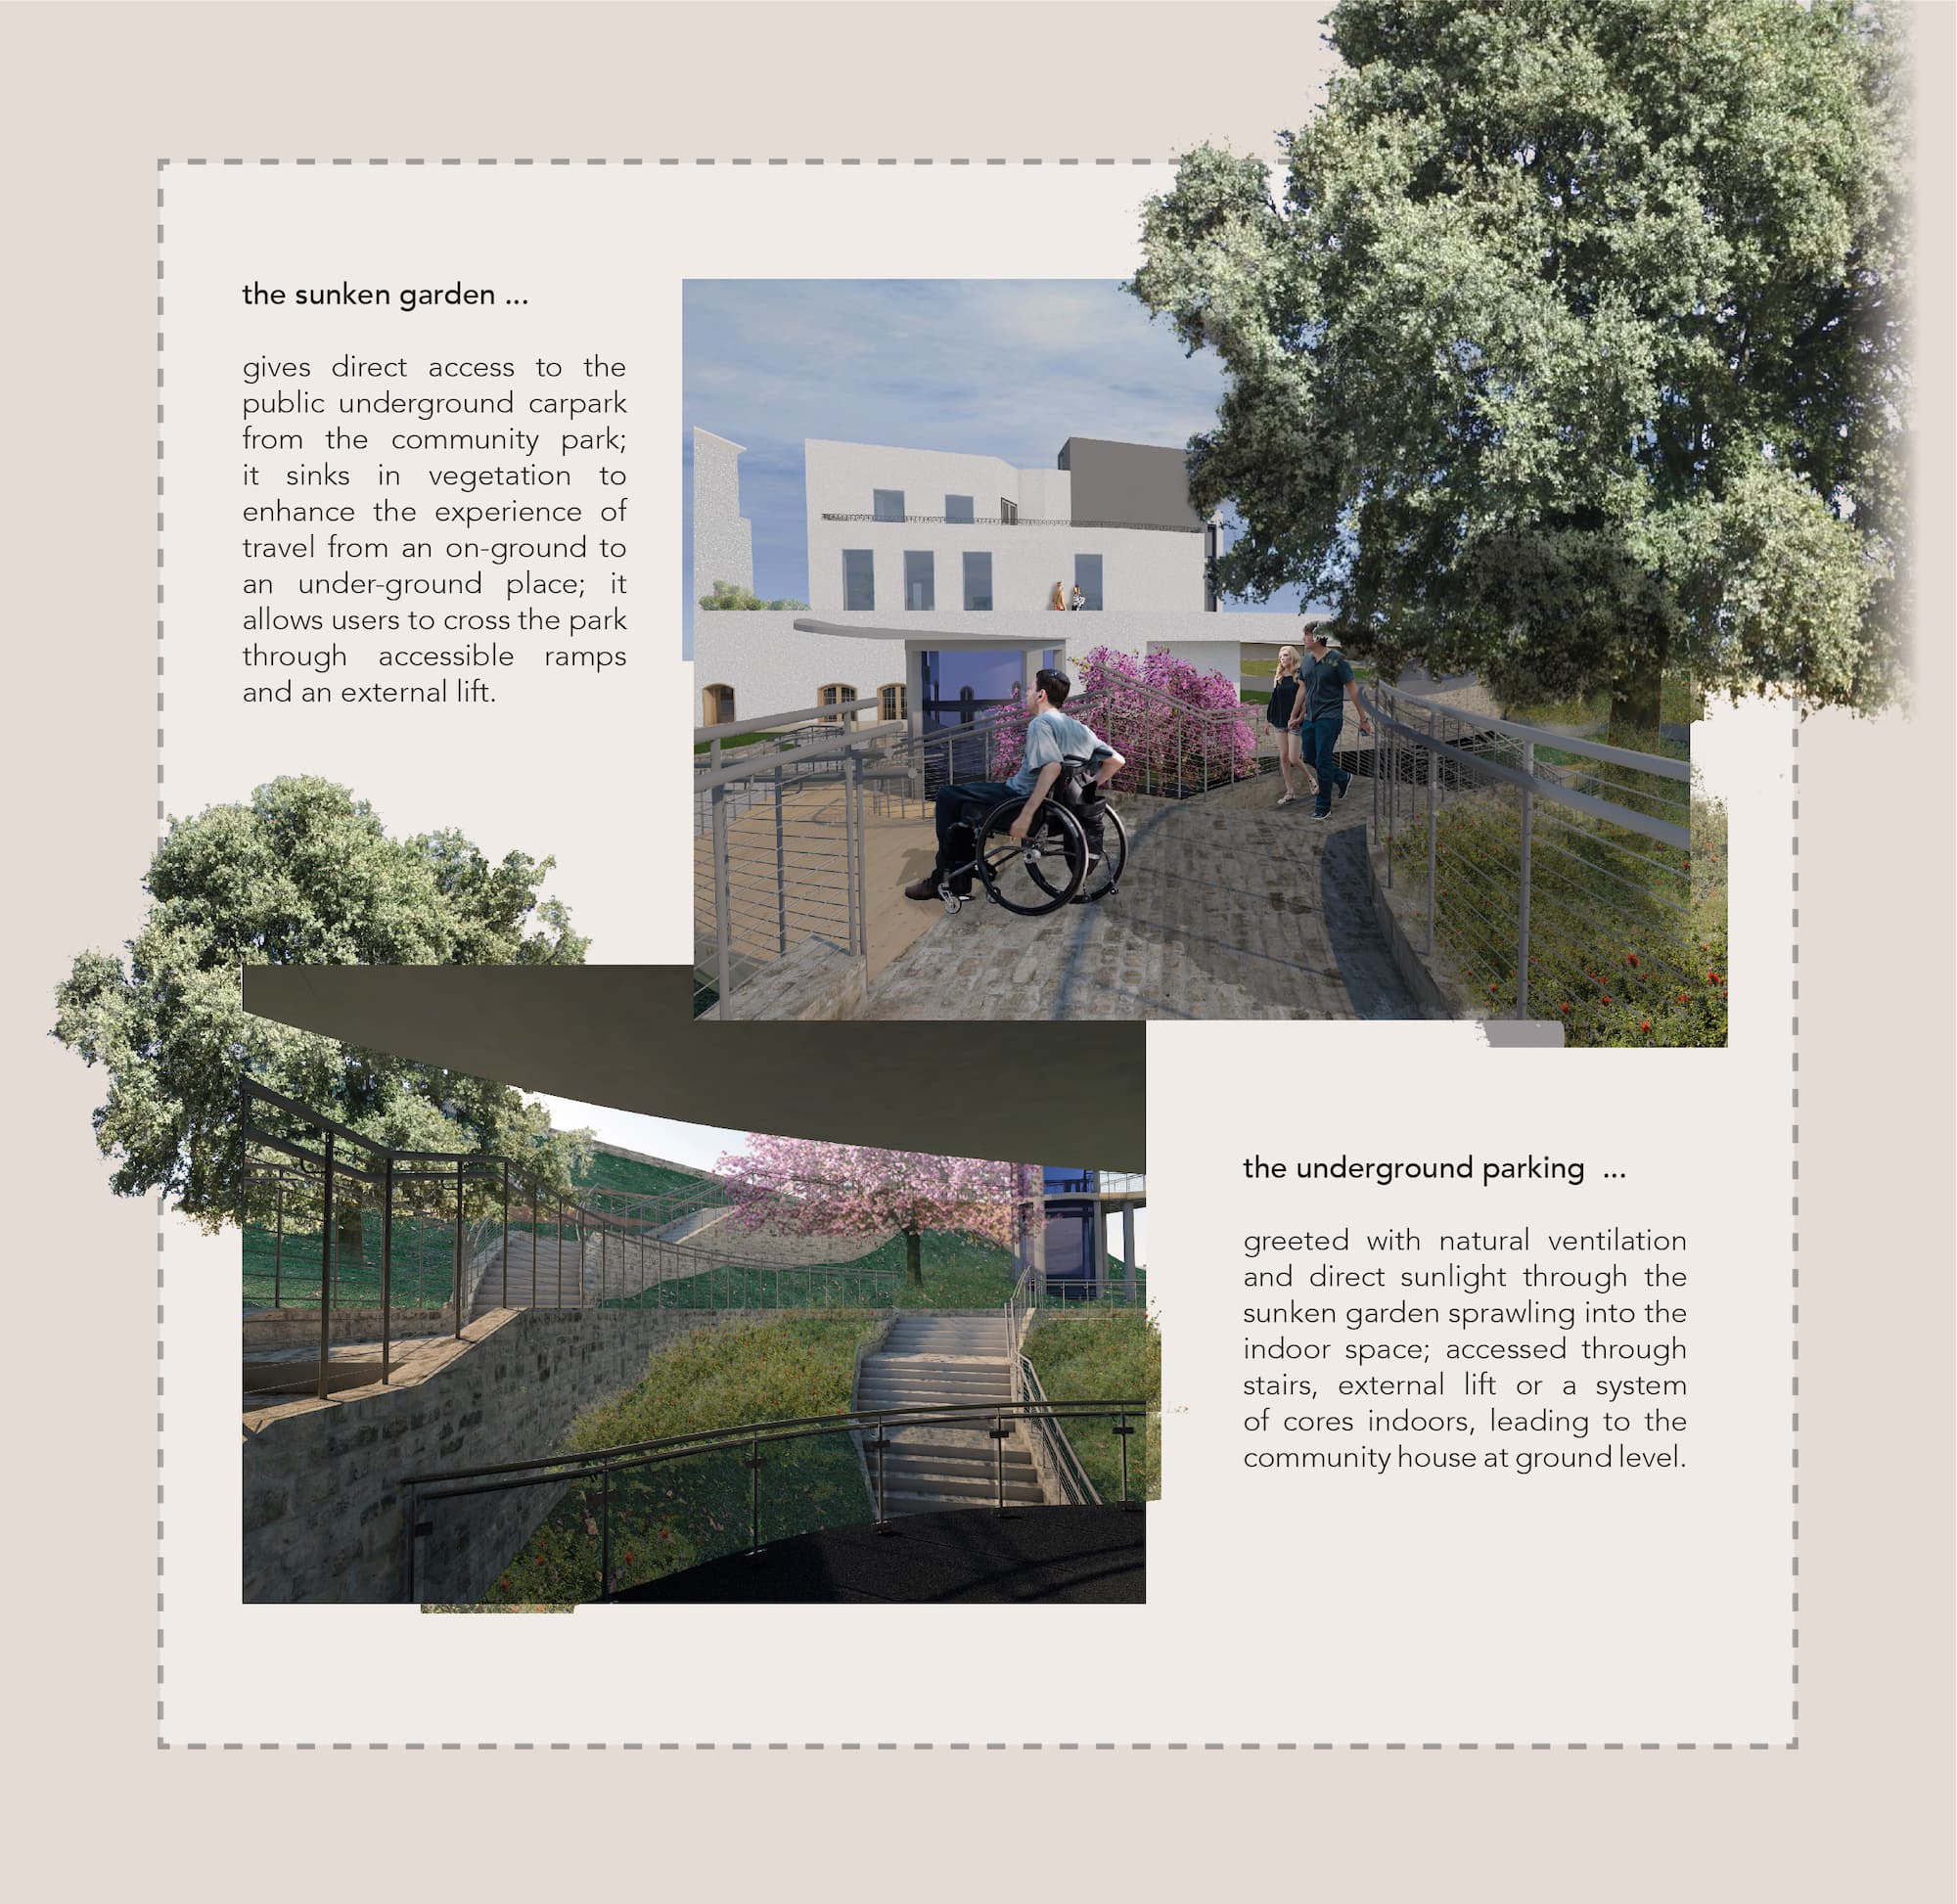 the sunken garden ...
gives direct access to the
public underground carpark
from the community park;
it sinks in vegetation to
enhance the experience of
travel from an on-ground to
an under-ground place; it
allows users to cross the park
through accessible ramps
and an external lift.
the underground parking ...
greeted with natural ventilation
and direct sunlight through the
sunken garden sprawling into the
indoor space; accessed through
stairs, external lift or a system
of cores indoors, leading to the
community house at ground level.